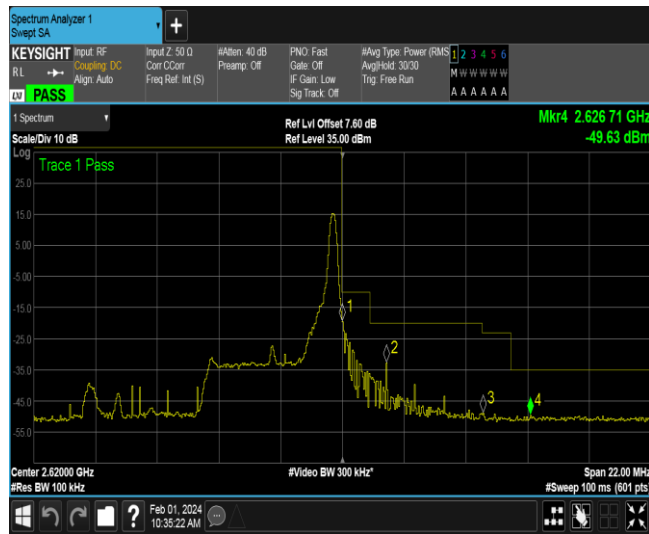 Spectrum Analyzer 1
Swept SA
+
KEYSIGHT
RL
LXI PASS
Input: RF
Coupling: DC
Align: Auto
Input Z: 50 Ω
Corr CCorr
Freq Ref: Int (S)
#Atten: 40 dB
Preamp: Off
PNO: Fast
Gate: Off
IF Gain: Low
Sig Track: Off
#Avg Type: Power (RMS
Avg|Hold: 30/30
Trig: Free Run
1 2 3 4 5 6
M W W W W W
A A A A A A
1 Spectrum
Scale/Div 10 dB
Ref Lvl Offset 7.60 dB
Ref Level 35.00 dBm
Mkr4 2.626 71 GHz
-49.63 dBm
Log
Trace 1 Pass
25.0
15.0
5.00
-5.00
-15.0
-25.0
-35.0
-45.0
-55.0
1
2
3
4
Center 2.62000 GHz
#Res BW 100 kHz
#Video BW 300 kHz*
Span 22.00 MHz
#Sweep 100 ms (601 pts)
?
Feb 01, 2024
10:35:22 AM